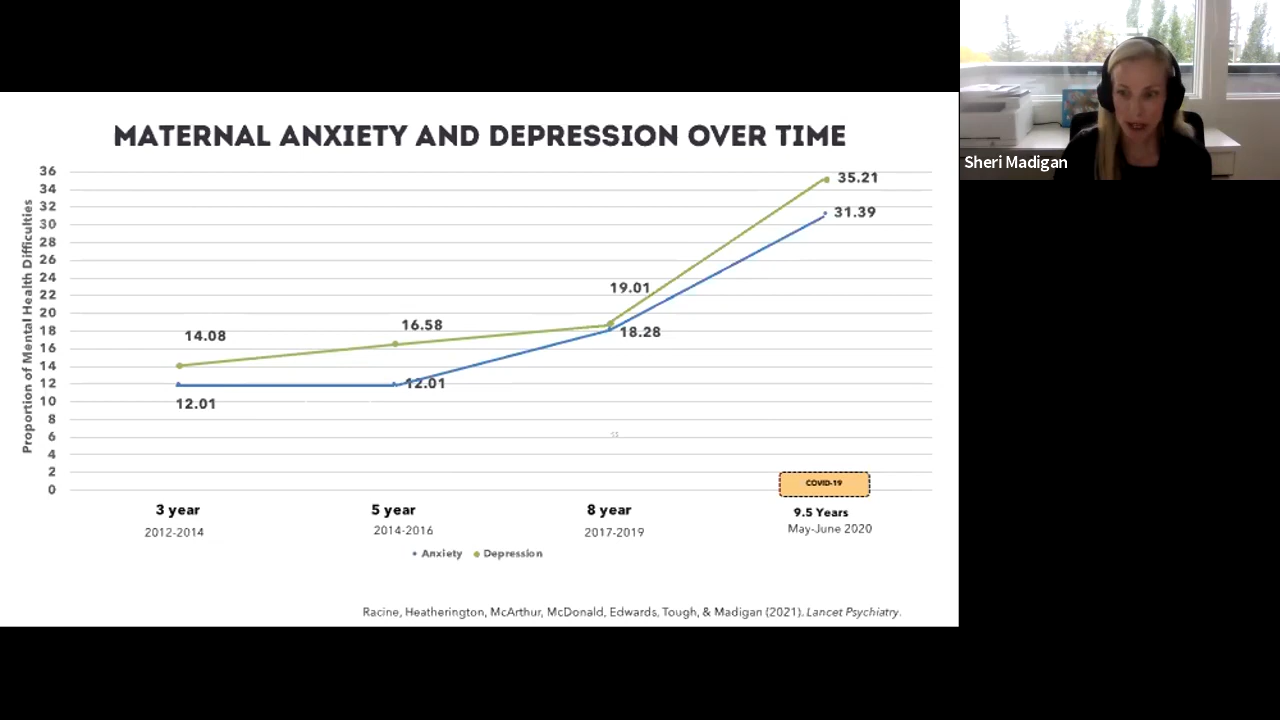 MATERNAL ANXIETY AND DEPRESSION OVER TIME
Sheri Madigan
Proportion of Mental Health Difficulties
36
34
32
30
28
26
24
22
20
18
16
14
12
10
8
6
4
2
0
14.08
12.01
16.58
12.01
19.01
18.28
35.21
31.39
COVID-19
3 year
2012-2014
5 year
2014-2016
8 year
2017-2019
9.5 Years
May-June 2020
Anxiety Depression
Racine, Heatherington, McArthur, McDonald, Edwards, Tough, & Madigan (2021). Lancet Psychiatry.